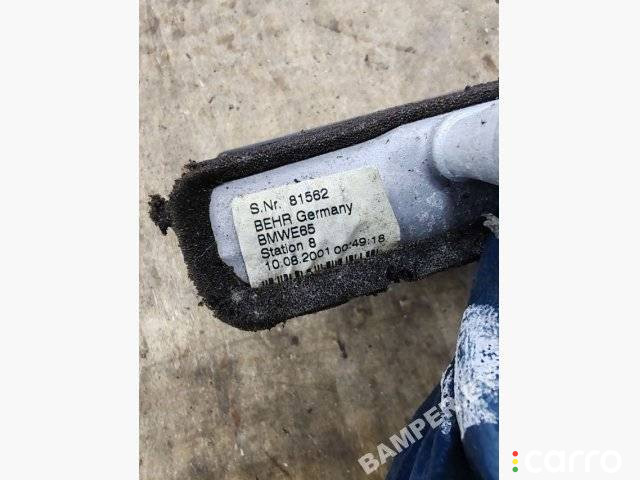 S.Nr. 81562
BEHR Germany
BMWE65
Station 8
10.08.2001 00:49:18
BAMPER
carro